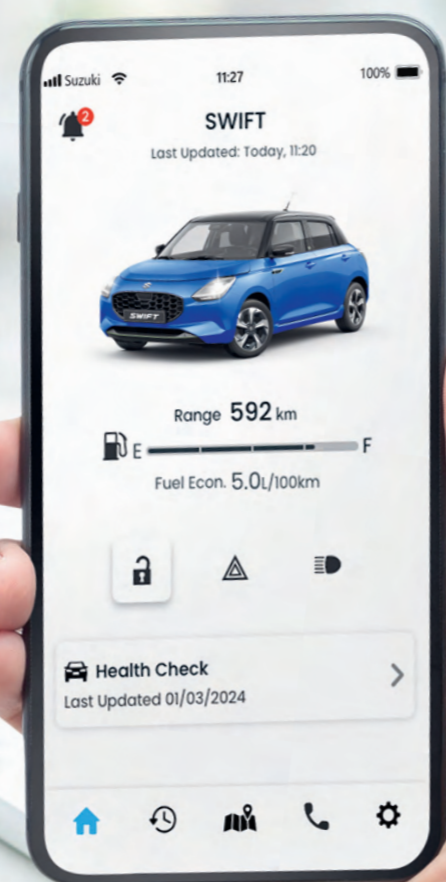 Suzuki 11:27 100%
2
SWIFT
Last Updated: Today, 11:20
SWIFT
Range 592 km
E F
Fuel Econ. 5.0L/100km
Health Check
Last Updated 01/03/2024